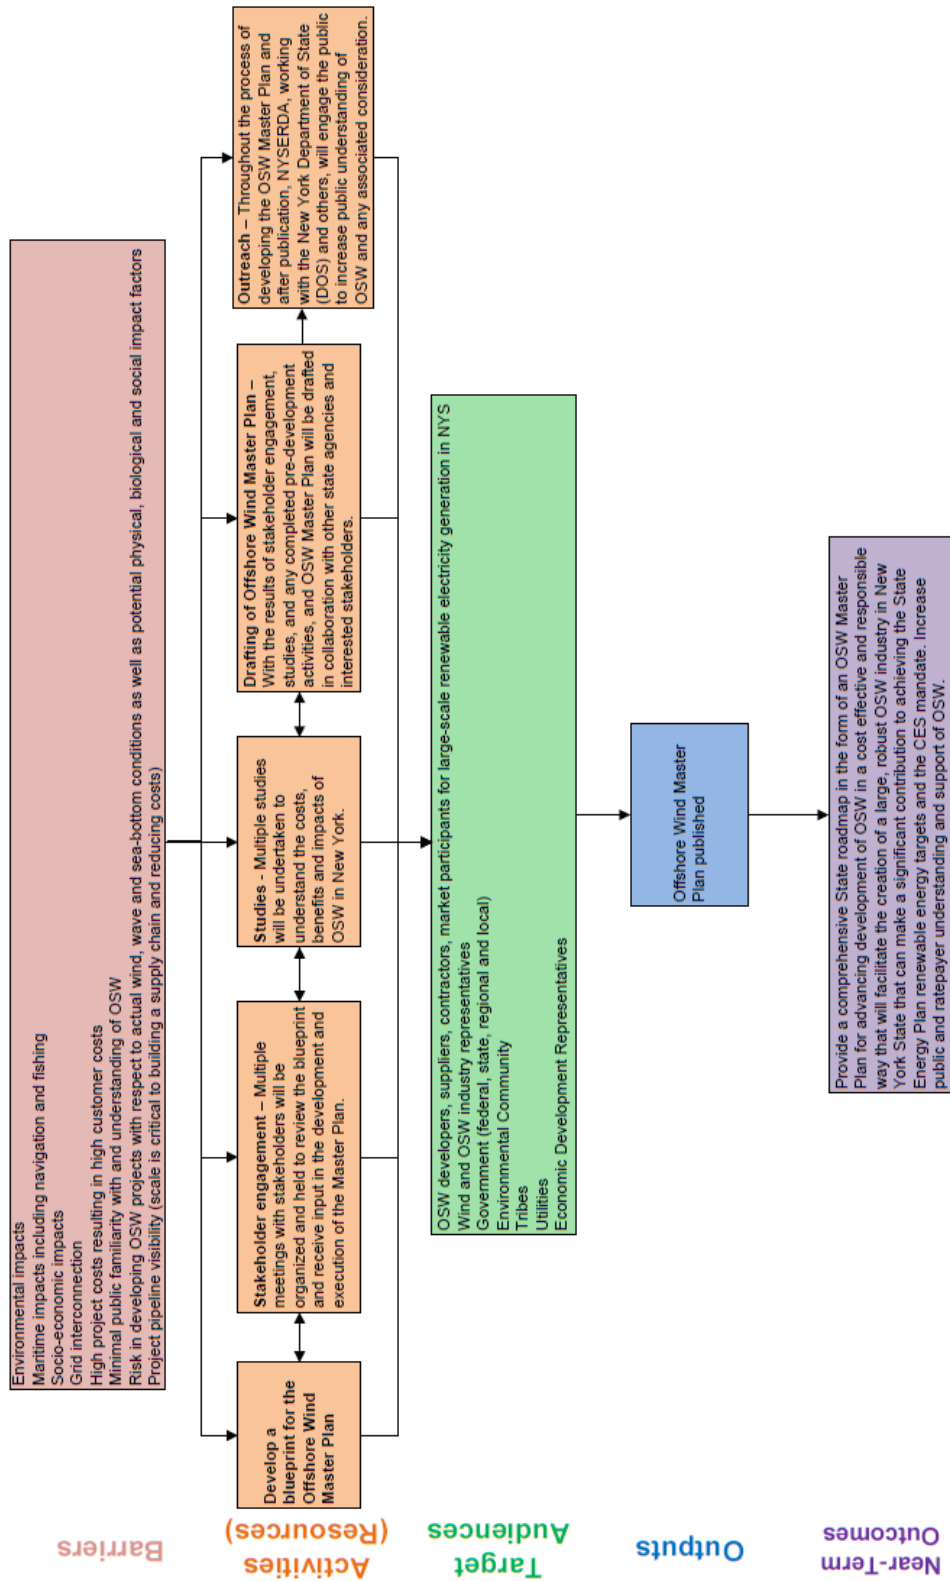 Barriers
Environmental impacts
Maritime impacts including navigation and fishing
Socio-economic impacts
Grid interconnection
High project costs resulting in high customer costs
Minimal public familiarity with and understanding of OSW
Risk in developing OSW projects with respect to actual wind, wave and sea-bottom conditions as well as potential physical, biological and social impact factors
Project pipeline visibility (scale is critical to building a supply chain and reducing costs)
Activities
(Resources)
Develop a
blueprint for the
Offshore Wind
Master Plan
Stakeholder engagement – Multiple
meetings with stakeholders will be
organized and held to review the blueprint
and receive input in the development and
execution of the Master Plan.
Studies - Multiple studies
will be undertaken to
understand the costs,
benefits and impacts of
OSW in New York.
Drafting of Offshore Wind Master Plan –
With the results of stakeholder engagement,
studies, and any completed pre-development
activities, and OSW Master Plan will be drafted
in collaboration with other state agencies and
interested stakeholders.
Outreach – Throughout the process of
developing the OSW Master Plan and
after publication, NYSERDA, working
with the New York Department of State
(DOS) and others, will engage the public
to increase public understanding of
OSW and any associated consideration.
Target
Audiences
OSW developers, suppliers, contractors, market participants for large-scale renewable electricity generation in NYS
Wind and OSW industry representatives
Government (federal, state, regional and local)
Environmental Community
Tribes
Utilities
Economic Development Representatives
Outputs
Offshore Wind Master
Plan published
Near-Term
Outcomes
Provide a comprehensive State roadmap in the form of an OSW Master
Plan for advancing development of OSW in a cost effective and responsible
way that will facilitate the creation of a large, robust OSW industry in New
York State that can make a significant contribution to achieving the State
Energy Plan renewable energy targets and the CES mandate. Increase
public and ratepayer understanding and support of OSW.